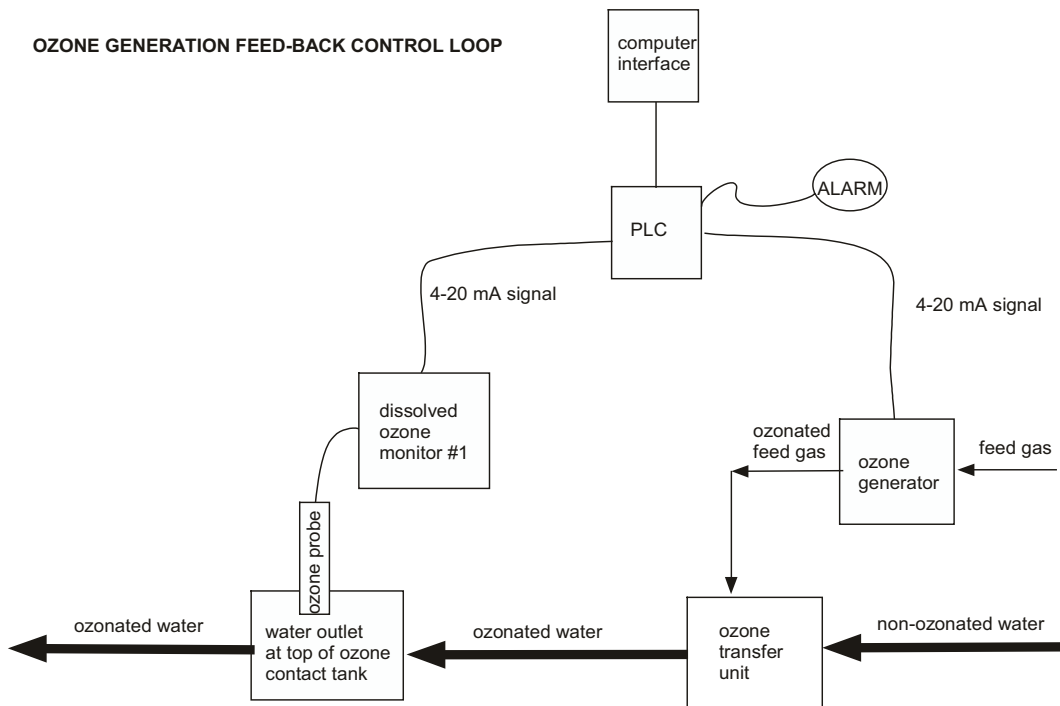 OZONE GENERATION FEED-BACK CONTROL LOOP
computer
interface
ALARM
PLC
4-20 mA signal
4-20 mA signal
dissolved
ozone
monitor #1
ozonated
feed gas
feed gas
ozone
generator
ozone probe
ozonated water
water outlet
at top of ozone
contact tank
ozonated water
ozone
transfer
unit
non-ozonated water